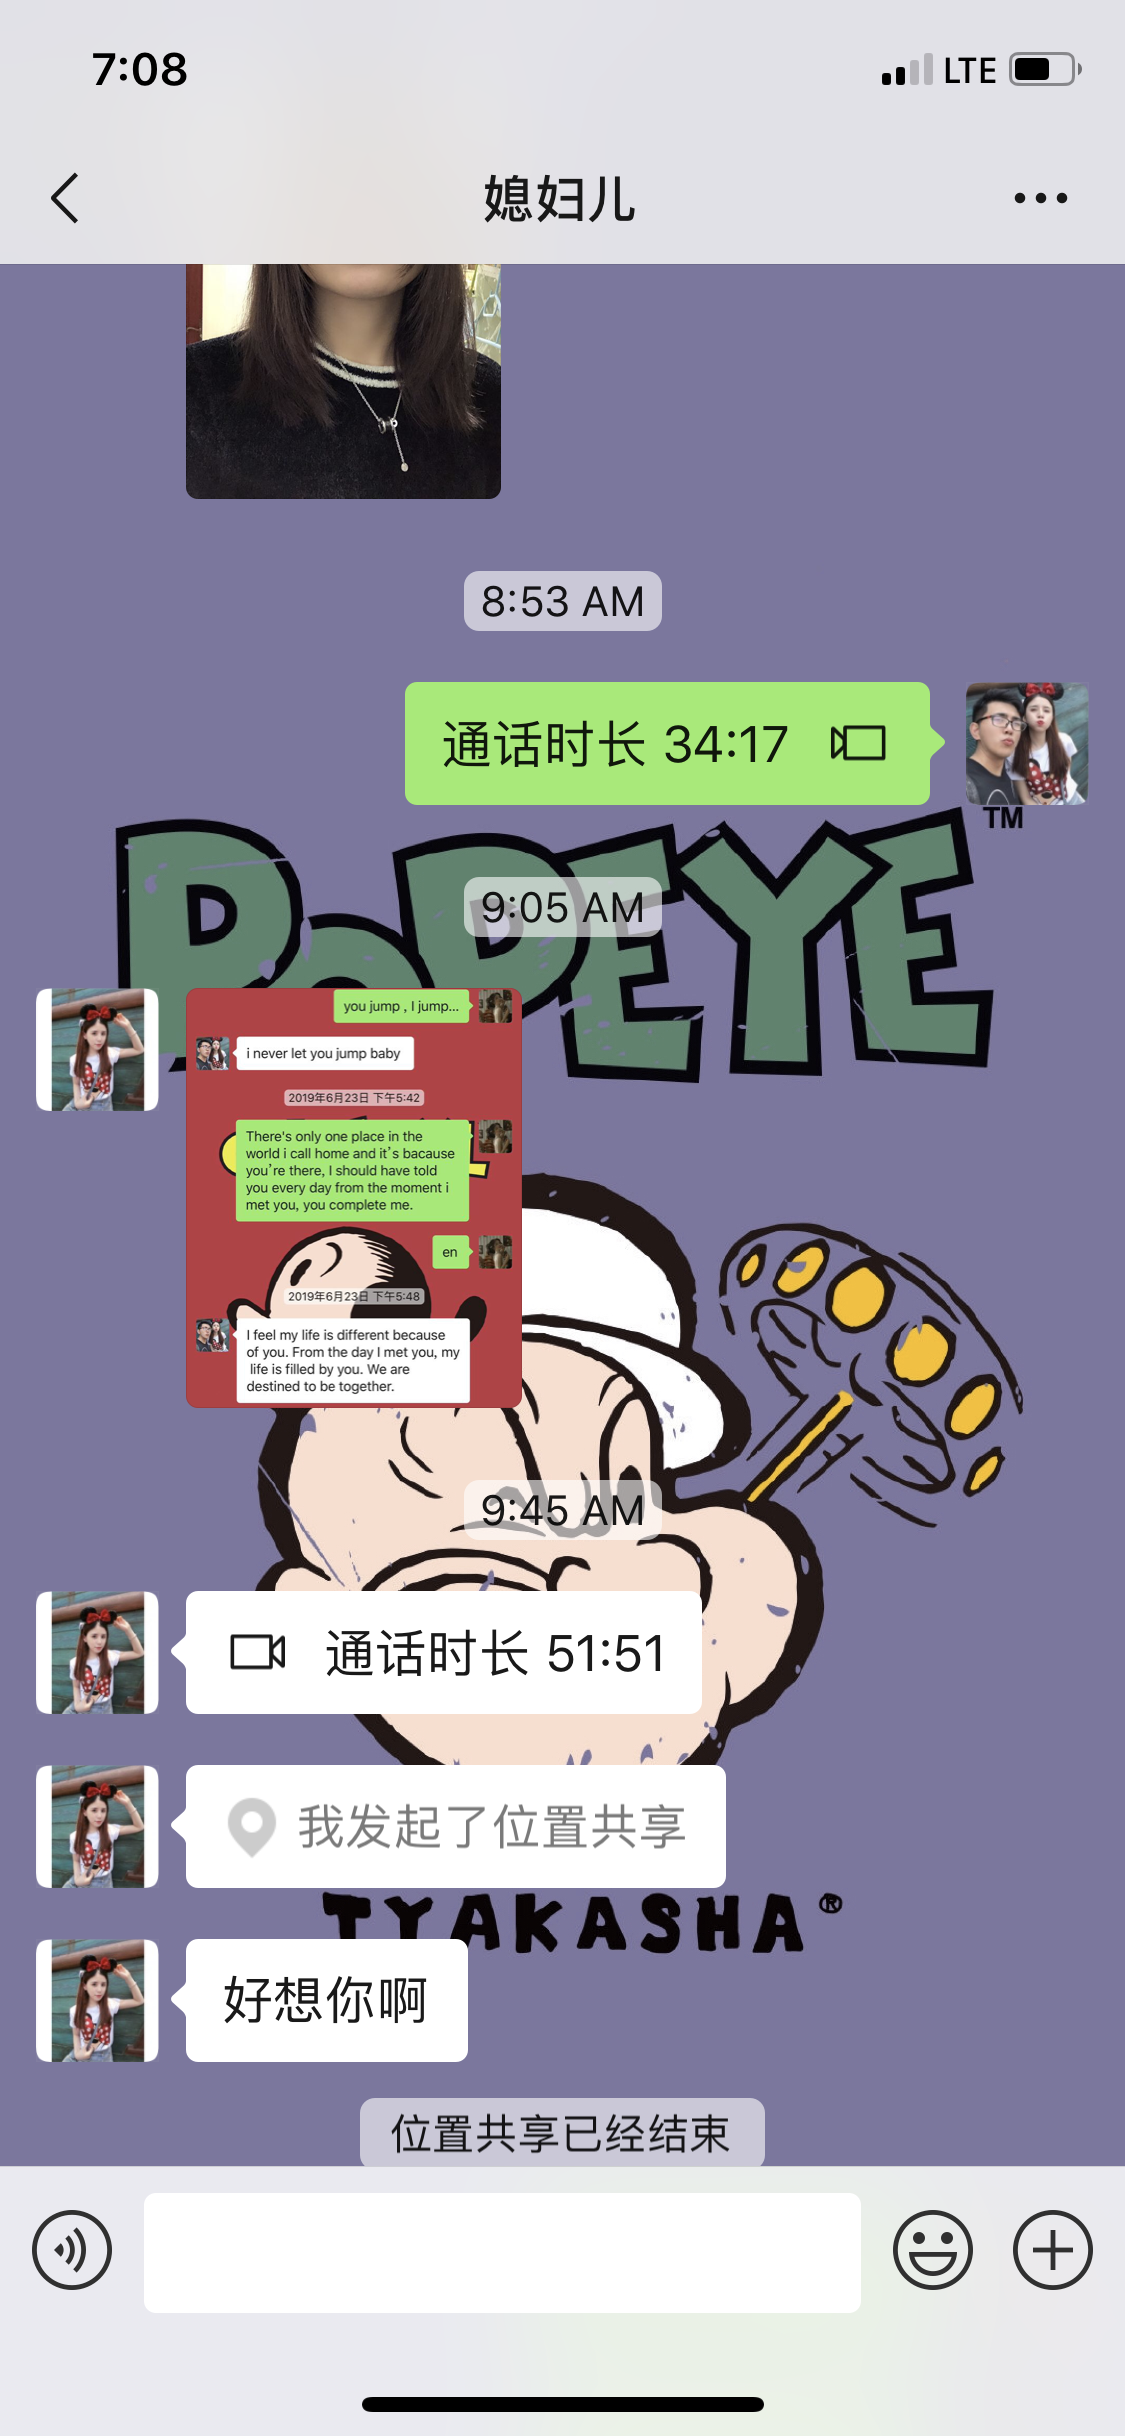 7:08
LTE
媳妇儿
8:53 AM
通话时长 34:17
TM
POPEYE
9:05 AM
you jump , I jump...
i never let you jump baby
2019年6月23日 下午5:42
There's only one place in the
world i call home and it's bacause
you're there, I should have told
you every day from the moment i
met you, you complete me.
en
2019年6月23日 下午5:48
I feel my life is different because
of you. From the day I met you, my
life is filled by you. We are
destined to be together.
9:45 AM
通话时长 51:51
我发起了位置共享
TYAKASHA®
好想你啊
位置共享已经结束